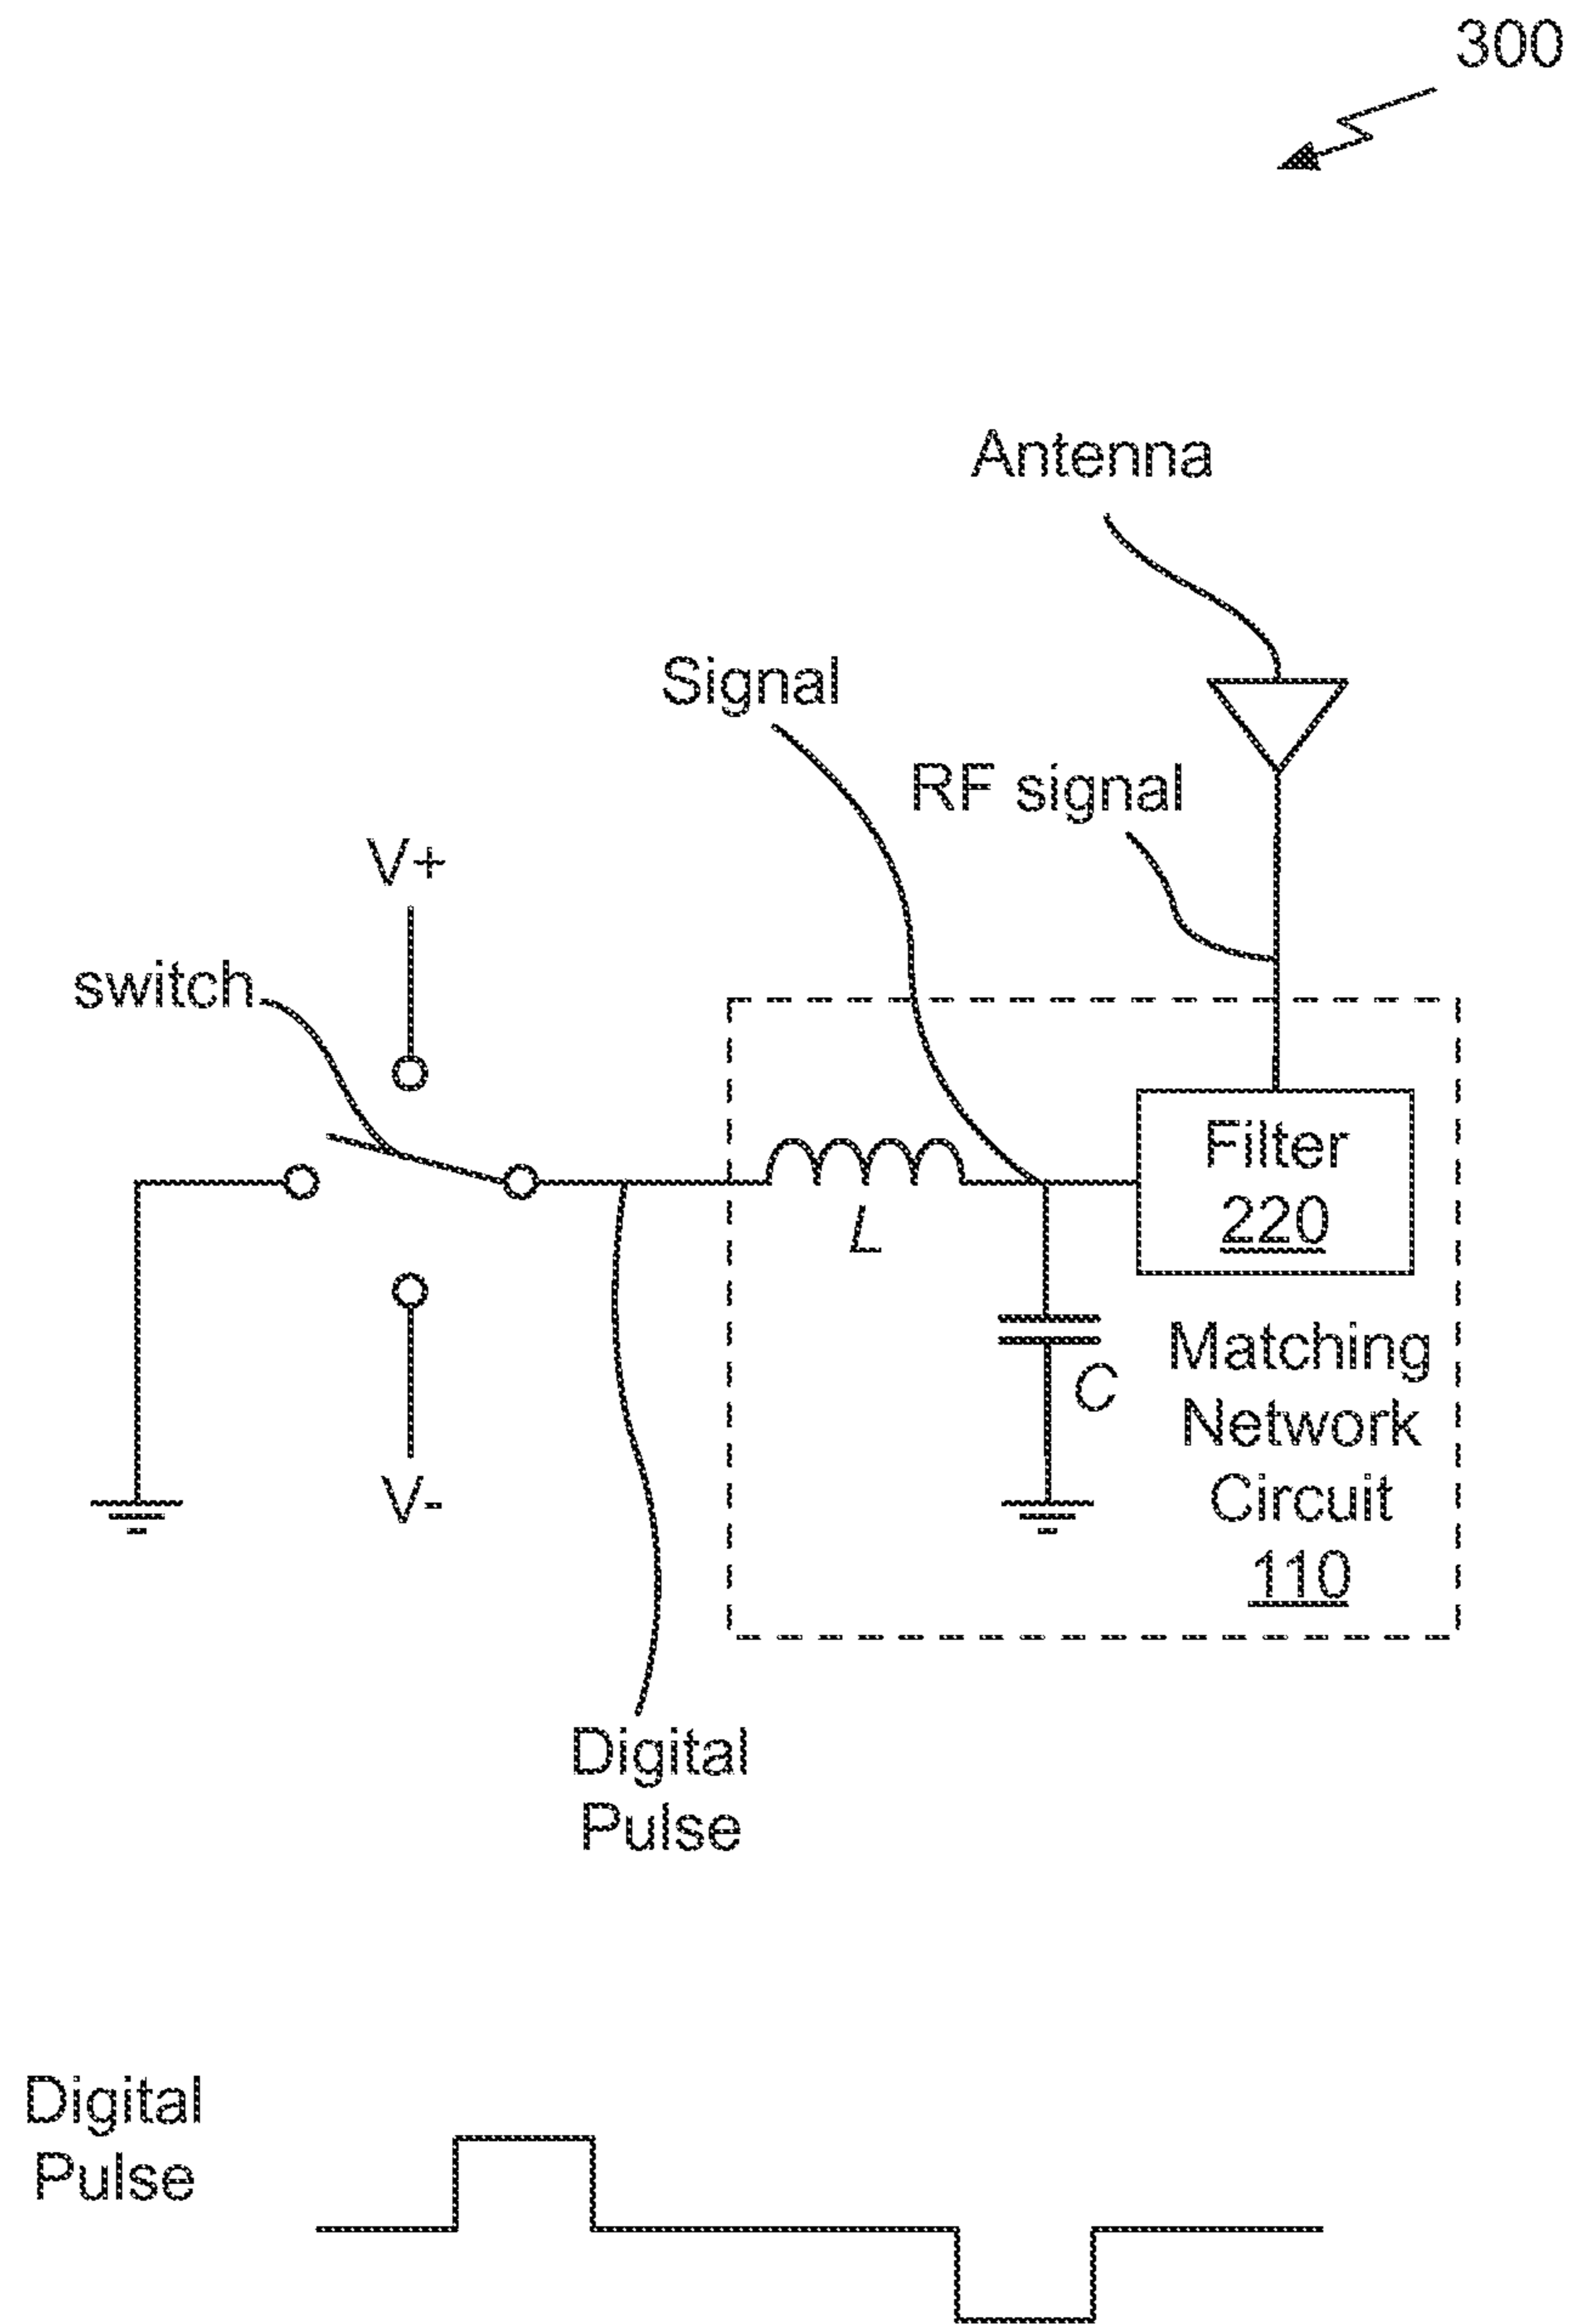 300
Antenna
Signal
RF signal
V+
switch
Filter
220
L
C
Matching
Network
Circuit
110
V-
Digital
Pulse
Digital
Pulse